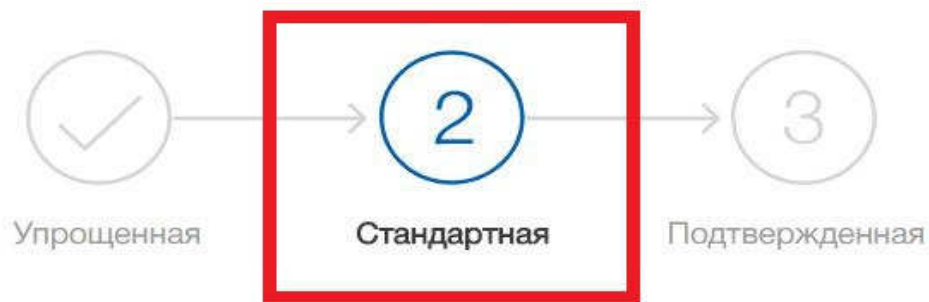 2
3
Упрощенная
Стандартная
Подтвержденная